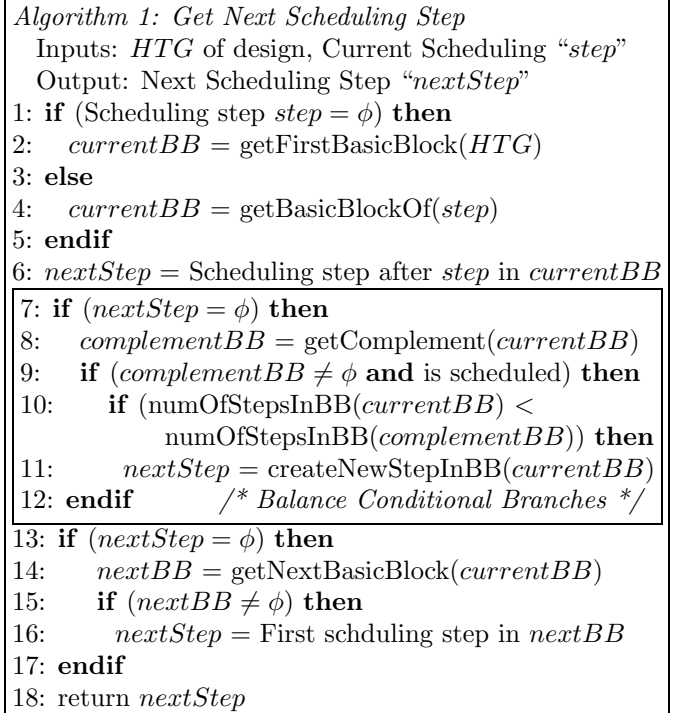 Algorithm 1: Get Next Scheduling Step
Inputs: HTG of design, Current Scheduling “step”
Output: Next Scheduling Step “nextStep”
1: if (Scheduling step step = ϕ) then
2: currentBB = getFirstBasicBlock(HTG)
3: else
4: currentBB = getBasicBlockOf(step)
5: endif
6: nextStep = Scheduling step after step in currentBB
7: if (nextStep = ϕ) then
8: complementBB = getComplement(currentBB)
9: if (complementBB ≠ ϕ and is scheduled) then
10: if (numOfStepsInBB(currentBB) <
numOfStepsInBB(complementBB)) then
11: nextStep = createNewStepInBB(currentBB)
12: endif /* Balance Conditional Branches */
13: if (nextStep = ϕ) then
14: nextBB = getNextBasicBlock(currentBB)
15: if (nextBB ≠ ϕ) then
16: nextStep = First schduling step in nextBB
17: endif
18: return nextStep